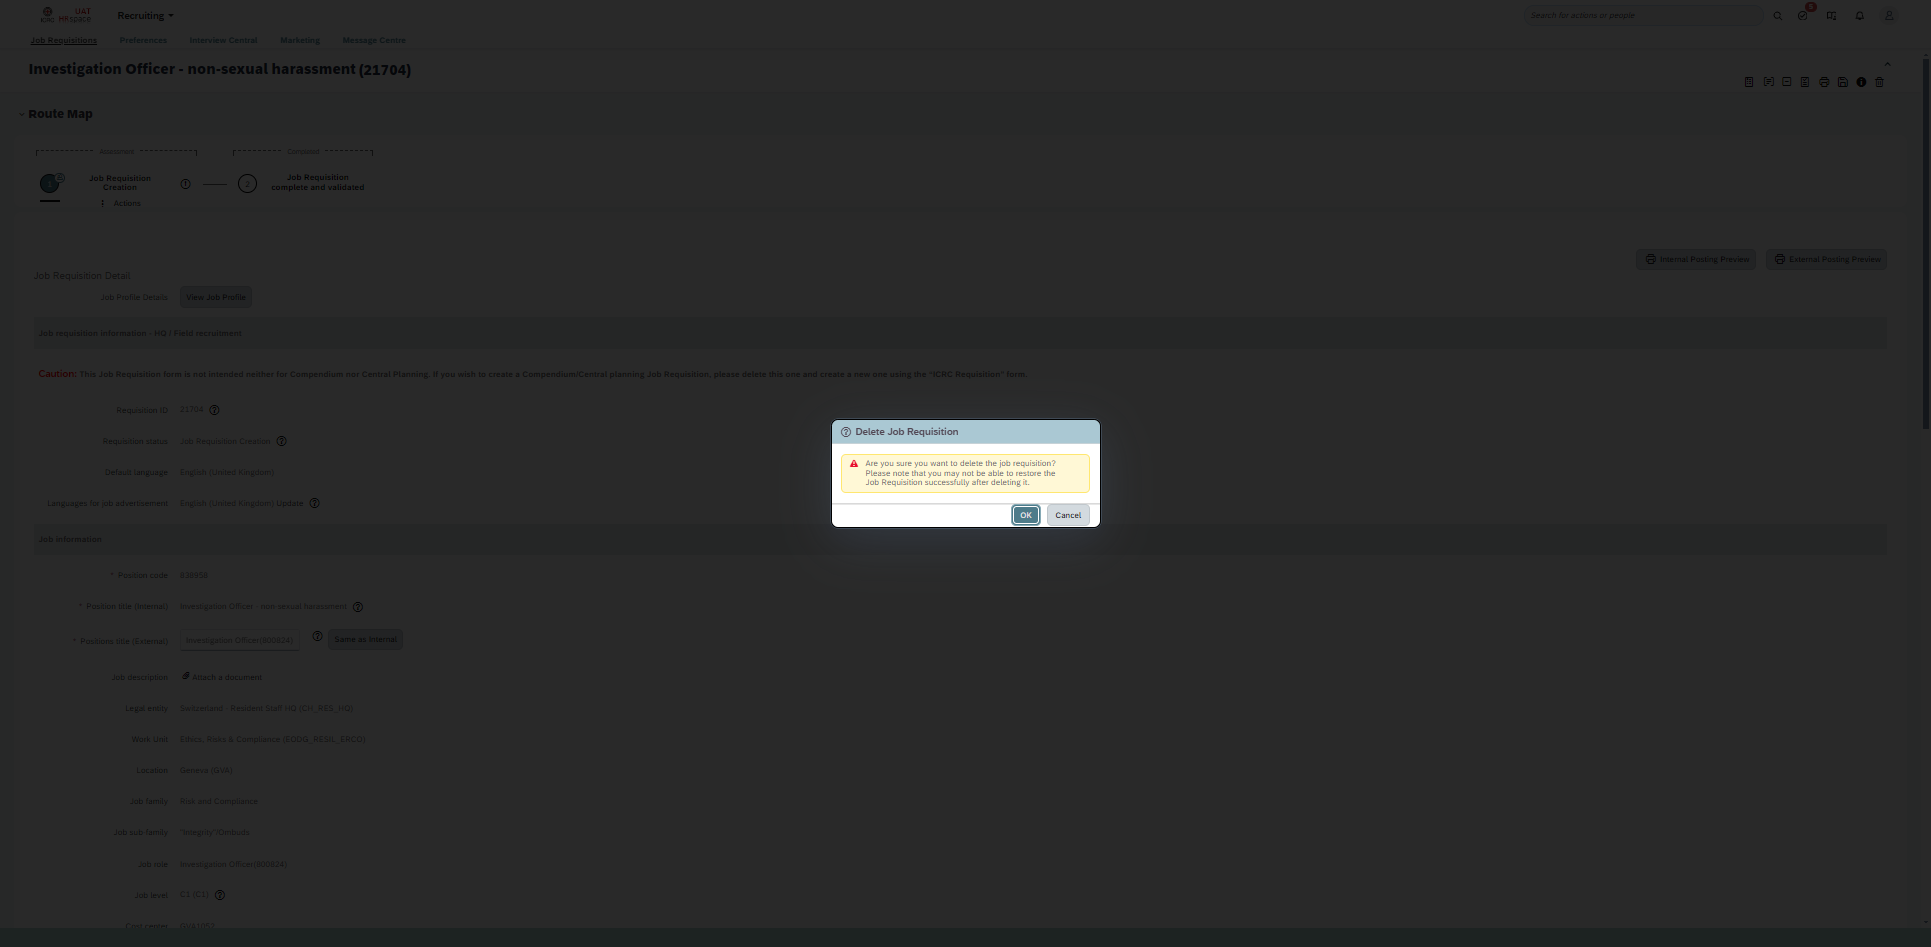 ICRC
UAT
HRspace
Recruiting
Search for actions or people
Job Requisitions
Preferences
Interview Central
Marketing
Message Centre
Investigation Officer - non-sexual harassment (21704)
Route Map
Completed
1
Job Requisition
Creation
2
Job Requisition
complete and validated
Actions
Internal Posting Preview
External Posting Preview
Job Requisition Detail
Job Profile Details
View Job Profile
Job requisition information - HQ / Field recruitment
Caution: This Job Requisition form is not intended neither for Compendium nor Central Planning. If you wish to create a Compendium/Central planning Job Requisition, please delete this one and create a new one using the "ICRC Requisition" form.
Requisition ID 21704
Requisition status Job Requisition Creation
Default language English (United Kingdom)
Languages for job advertisement English (United Kingdom) Update
Delete Job Requisition
Are you sure you want to delete the job requisition?
Please note that you may not be able to restore the
Job Requisition successfully after deleting it.
OK
Cancel
Job information
* Position code
* Position title (Internal) Investigation Officer - non-sexual harassment
* Positions title (External) Investigation Officer(900824) Same as Internal
Job description Attach a document
Legal entity Switzerland - Resident Staff HQ (CH_RES_HQ)
Work Unit Ethics, Risks & Compliance (EODG_RESIL_ERCO)
Location Geneva (GVA)
Job family Risk and Compliance
Job sub-family "Integrity"/Ombuds
Job role Investigation Officer(900824)
Job level C1 (C1)
Cost center